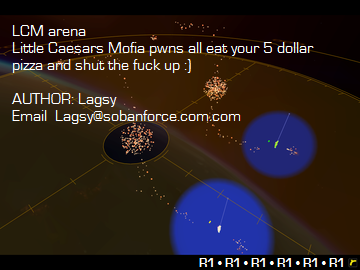 LCM arena
Little Caesars Mofia pwns all eat your 5 dollar
pizza and shut the fuck up :)
AUTHOR: Lagsy
Email  Lagsy@sobanforce.com.com
R1 • R1 • R1 • R1 • R1 • R1 • R1 r